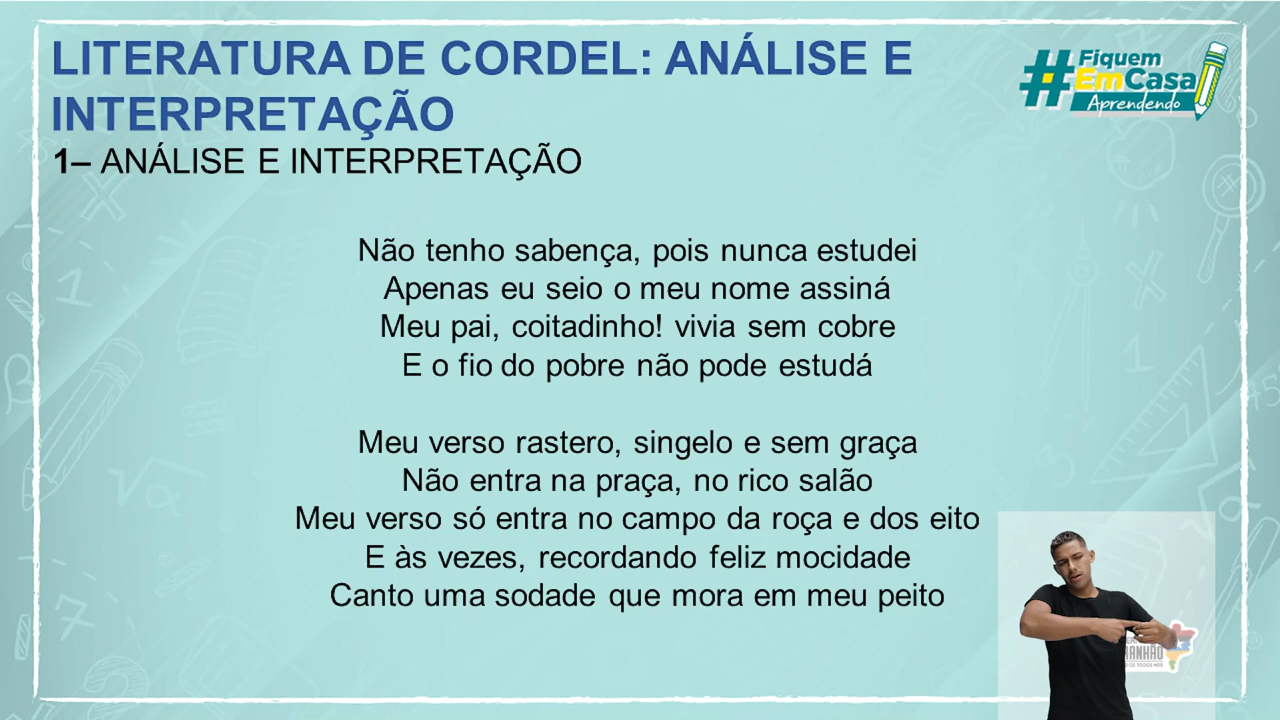 LITERATURA DE CORDEL: ANÁLISE E
INTERPRETAÇÃO
#Fiquem
EmCasa
Aprendendo
1– ANÁLISE E INTERPRETAÇÃO
Não tenho sabença, pois nunca estudei
Apenas eu seio o meu nome assiná
Meu pai, coitadinho! vivia sem cobre
E o fio do pobre não pode estudá
Meu verso rastero, singelo e sem graça
Não entra na praça, no rico salão
Meu verso só entra no campo da roça e dos eito
E às vezes, recordando feliz mocidade
Canto uma sodade que mora em meu peito